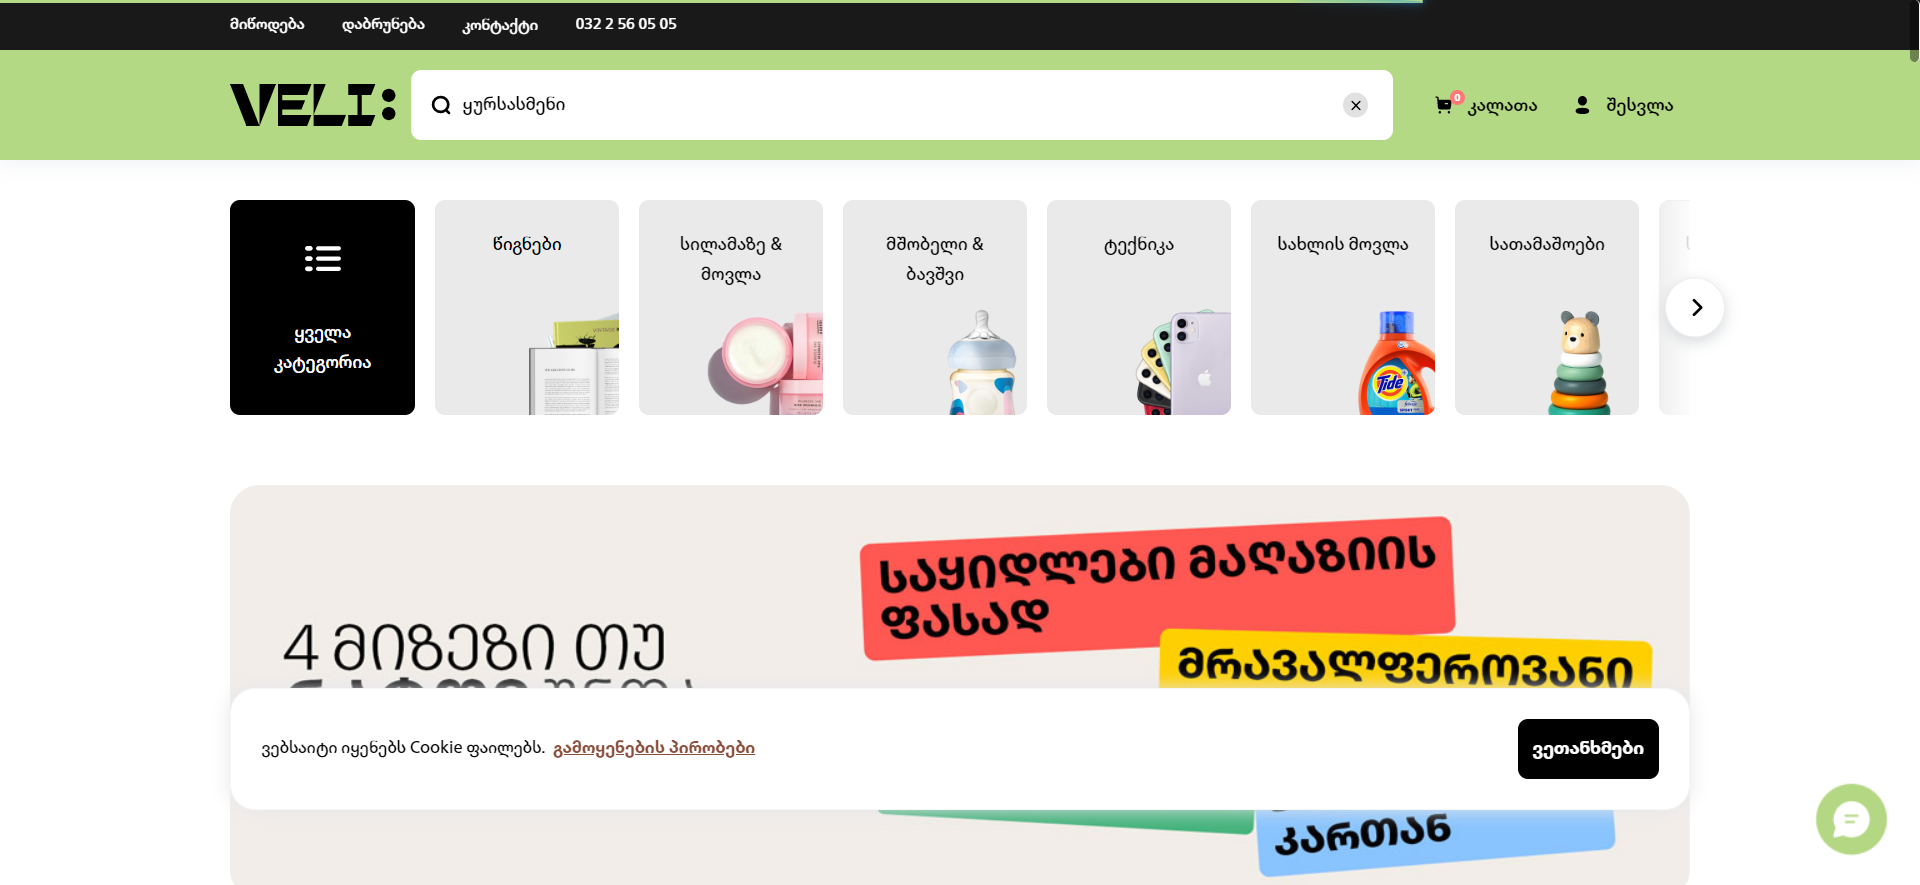 მიწოდება
დაბრუნება
კონტაქტი
032 2 56 05 05
VELI:
ყურსასმენი
0
კალათა
შესვლა
ყველა
კატეგორია
წიგნები
სილამაზე &
მოვლა
მშობელი &
ბავშვი
ტექნიკა
სახლის მოვლა
სათამაშოები
VINTAGE
Tide
საყიდლები მაღაზიის
ფასად
4 მიზეზი თუ
მრავალფეროვანი
ვებსაიტი იყენებს Cookie ფაილებს. გამოყენების პირობები
ვეთანხმები
კართან